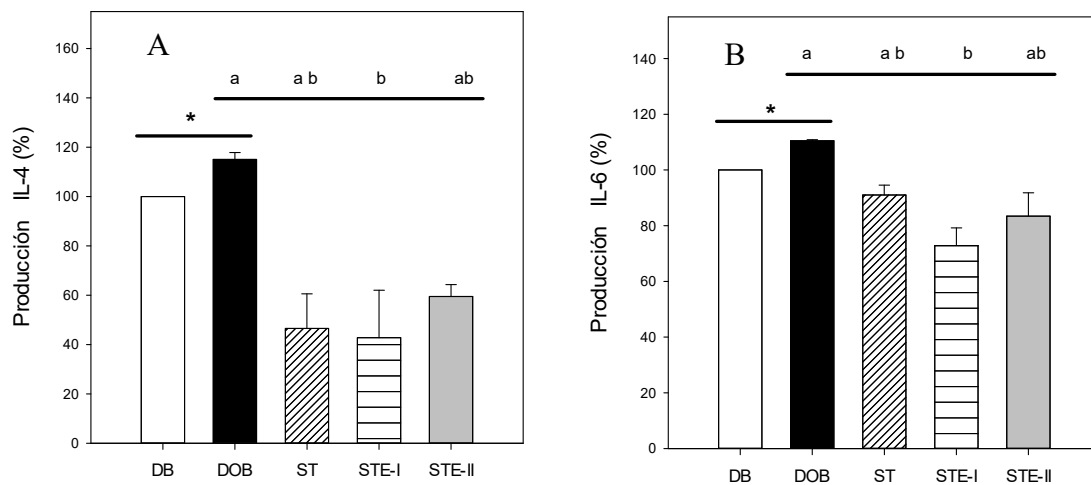 A
a a b b ab
*
Producción IL-4 (%)
160
140
120
100
80
60
40
20
0
DB DOB ST STE-I STE-II
B
a a b b ab
*
Producción IL-6 (%)
140
120
100
80
60
40
20
0
DB DOB ST STE-I STE-II